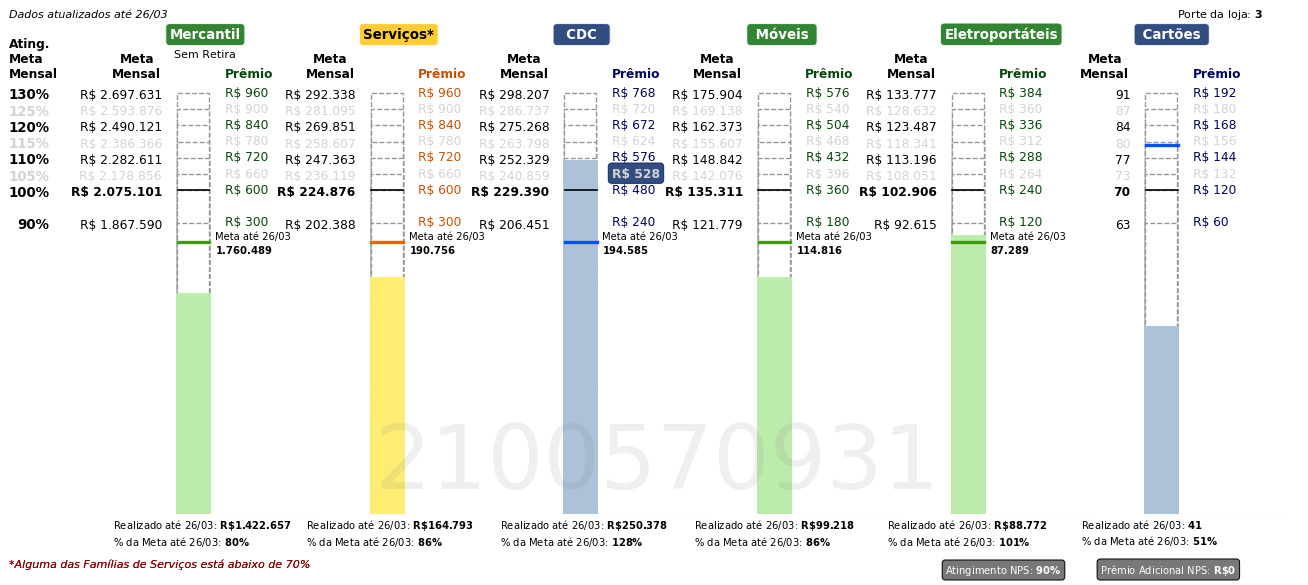 Dados atualizados até 26/03
Porte da loja: 3
Mercantil Serviços* CDC Móveis Eletroportáteis Cartões
Sem Retira
Ating. Meta Mensal
Meta Mensal Prêmio Meta Mensal Prêmio Meta Mensal Prêmio Meta Mensal Prêmio Meta Mensal Prêmio Meta Mensal Prêmio
130% R$ 2.697.631 R$ 960 R$ 292.338 R$ 960 R$ 298.207 R$ 768 R$ 175.904 R$ 576 R$ 133.777 R$ 384 91 R$ 192
125% R$ 2.593.876 R$ 900 R$ 281.095 R$ 900 R$ 286.737 R$ 720 R$ 169.138 R$ 540 R$ 128.632 R$ 360 87 R$ 180
120% R$ 2.490.121 R$ 840 R$ 269.851 R$ 840 R$ 275.268 R$ 672 R$ 162.373 R$ 504 R$ 123.487 R$ 336 84 R$ 168
115% R$ 2.386.366 R$ 780 R$ 258.607 R$ 780 R$ 263.798 R$ 624 R$ 155.607 R$ 468 R$ 118.341 R$ 312 80 R$ 156
110% R$ 2.282.611 R$ 720 R$ 247.363 R$ 720 R$ 252.329 R$ 576 R$ 148.842 R$ 432 R$ 113.196 R$ 288 77 R$ 144
105% R$ 2.178.856 R$ 660 R$ 236.119 R$ 660 R$ 240.859 R$ 528 R$ 142.076 R$ 396 R$ 108.051 R$ 264 73 R$ 132
100% R$ 2.075.101 R$ 600 R$ 224.876 R$ 600 R$ 229.390 R$ 480 R$ 135.311 R$ 360 R$ 102.906 R$ 240 70 R$ 120
90% R$ 1.867.590 R$ 300 R$ 202.388 R$ 300 R$ 206.451 R$ 240 R$ 121.779 R$ 180 R$ 92.615 R$ 120 63 R$ 60
Meta até 26/03 Meta até 26/03 Meta até 26/03 Meta até 26/03 Meta até 26/03
1.760.489 190.756 194.585 114.816 87.289
2100570931
Realizado até 26/03: R$1.422.657 Realizado até 26/03: R$164.793 Realizado até 26/03: R$250.378 Realizado até 26/03: R$99.218 Realizado até 26/03: R$88.772 Realizado até 26/03: 41
% da Meta até 26/03: 80% % da Meta até 26/03: 86% % da Meta até 26/03: 128% % da Meta até 26/03: 86% % da Meta até 26/03: 101% % da Meta até 26/03: 51%
*Alguma das Famílias de Serviços está abaixo de 70%
Atingimento NPS: 90% Prêmio Adicional NPS: R$0